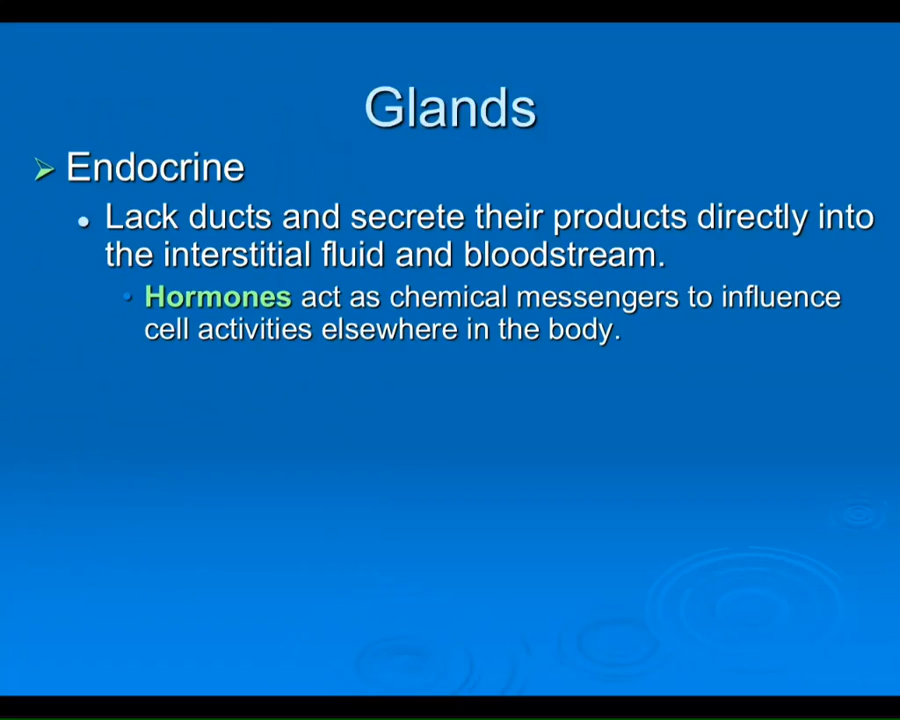 Glands
Endocrine
Lack ducts and secrete their products directly into
the interstitial fluid and bloodstream.
Hormones act as chemical messengers to influence
cell activities elsewhere in the body.